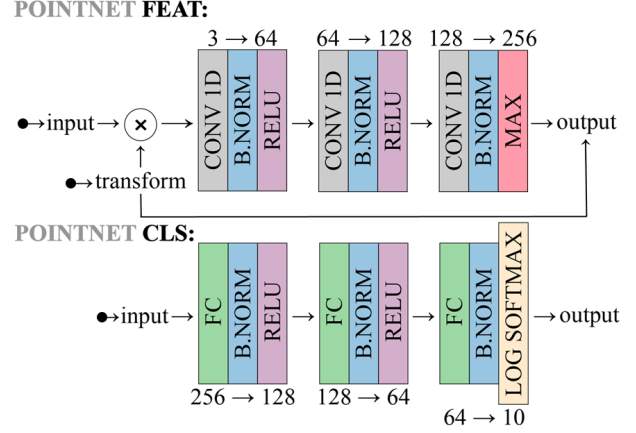 POINTNET FEAT:
3 → 64
64 → 128
128 → 256
input
×
CONV 1D
B.NORM
RELU
CONV 1D
B.NORM
RELU
CONV 1D
B.NORM
MAX
output
transform
POINTNET CLS:
input
FC
B.NORM
RELU
FC
B.NORM
RELU
FC
B.NORM
LOG SOFTMAX
output
256 → 128
128 → 64
64 → 10